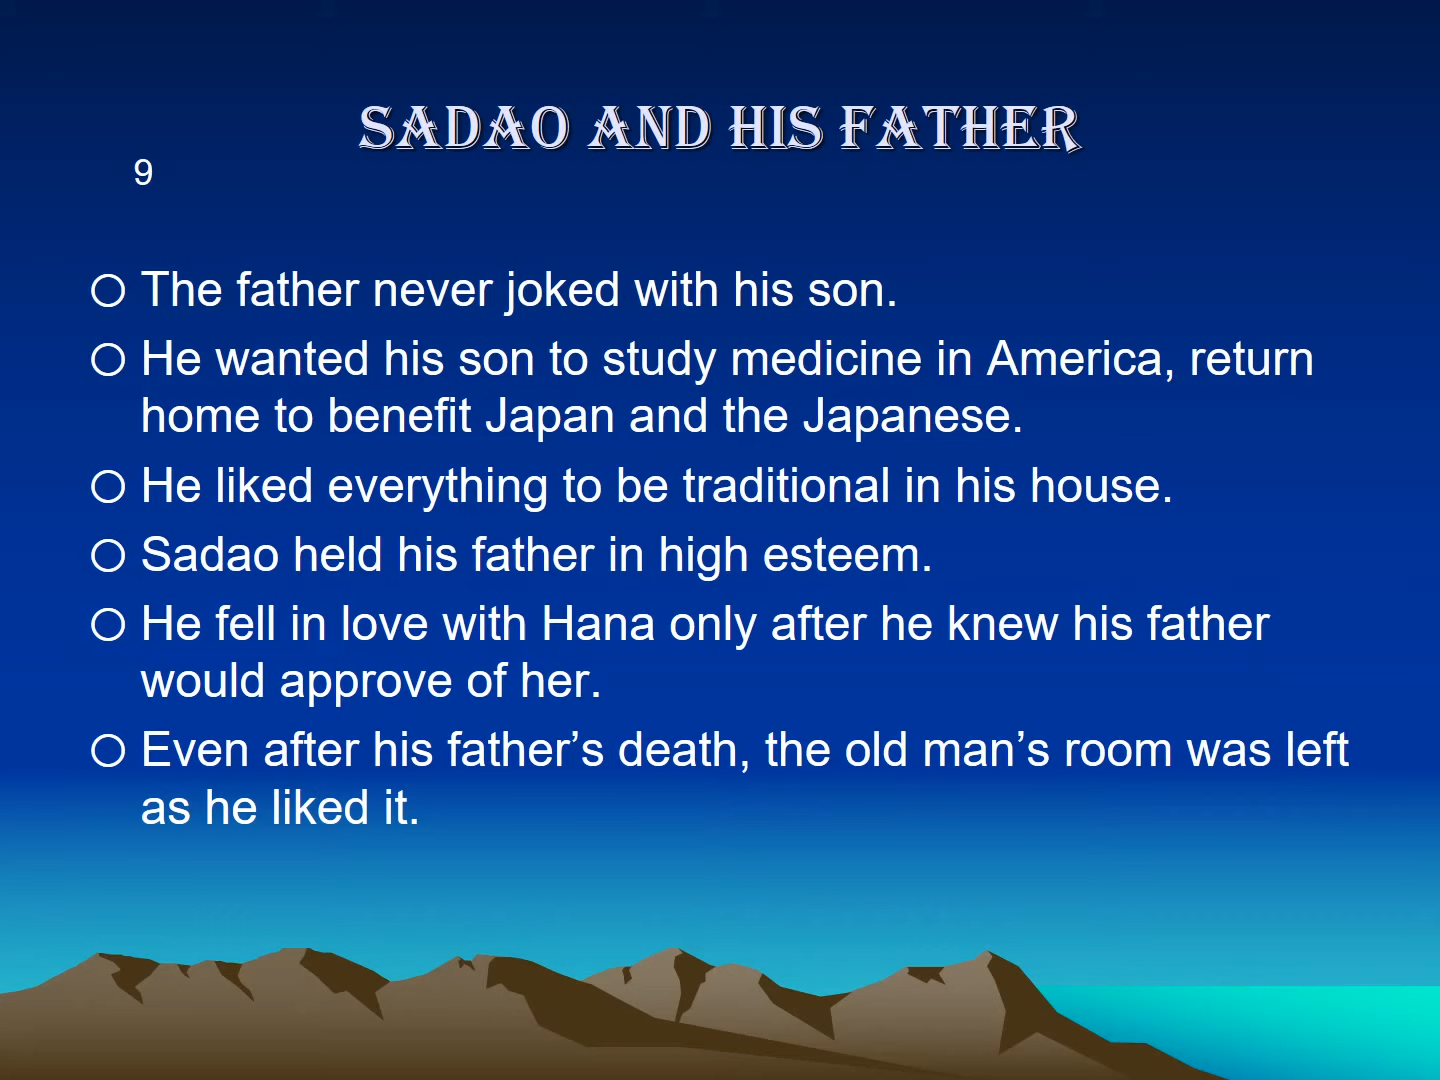 SADAO AND HIS FATHER
9
The father never joked with his son.
He wanted his son to study medicine in America, return
home to benefit Japan and the Japanese.
He liked everything to be traditional in his house.
Sadao held his father in high esteem.
He fell in love with Hana only after he knew his father
would approve of her.
Even after his father’s death, the old man’s room was left
as he liked it.